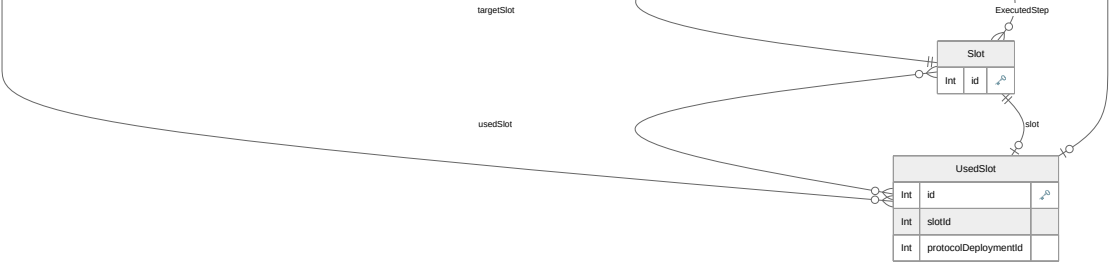 targetSlot
ExecutedStep
Slot
Int id
usedSlot
slot
UsedSlot
Int id
Int slotId
Int protocolDeploymentId